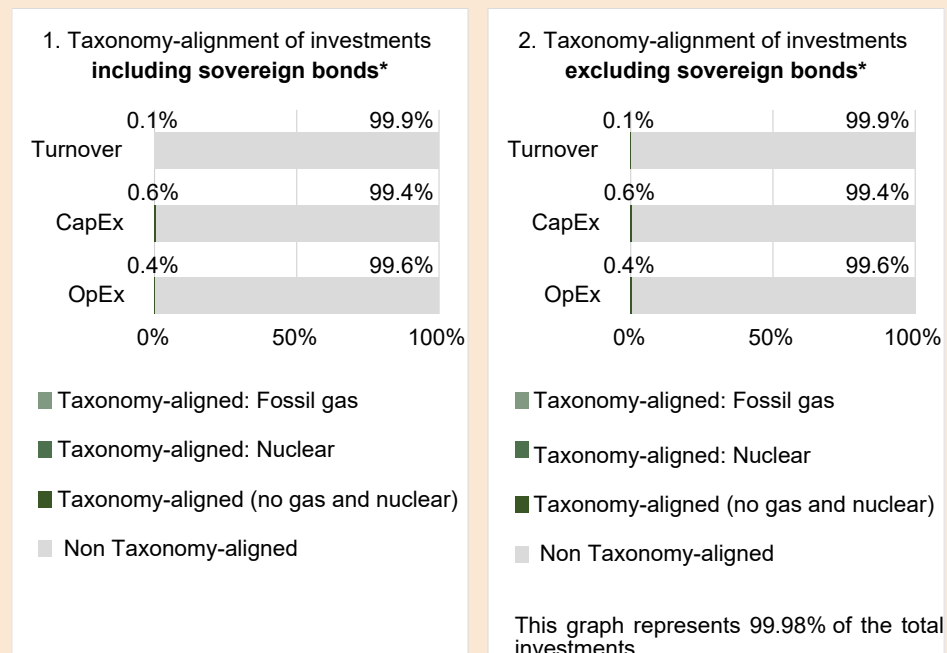 1. Taxonomy-alignment of investments
including sovereign bonds*
0.1% 99.9%
Turnover
0.6% 99.4%
CapEx
0.4% 99.6%
OpEx
0% 50% 100%
Taxonomy-aligned: Fossil gas
Taxonomy-aligned: Nuclear
Taxonomy-aligned (no gas and nuclear)
Non Taxonomy-aligned
2. Taxonomy-alignment of investments
excluding sovereign bonds*
0.1% 99.9%
Turnover
0.6% 99.4%
CapEx
0.4% 99.6%
OpEx
0% 50% 100%
Taxonomy-aligned: Fossil gas
Taxonomy-aligned: Nuclear
Taxonomy-aligned (no gas and nuclear)
Non Taxonomy-aligned
This graph represents 99.98% of the total
investments